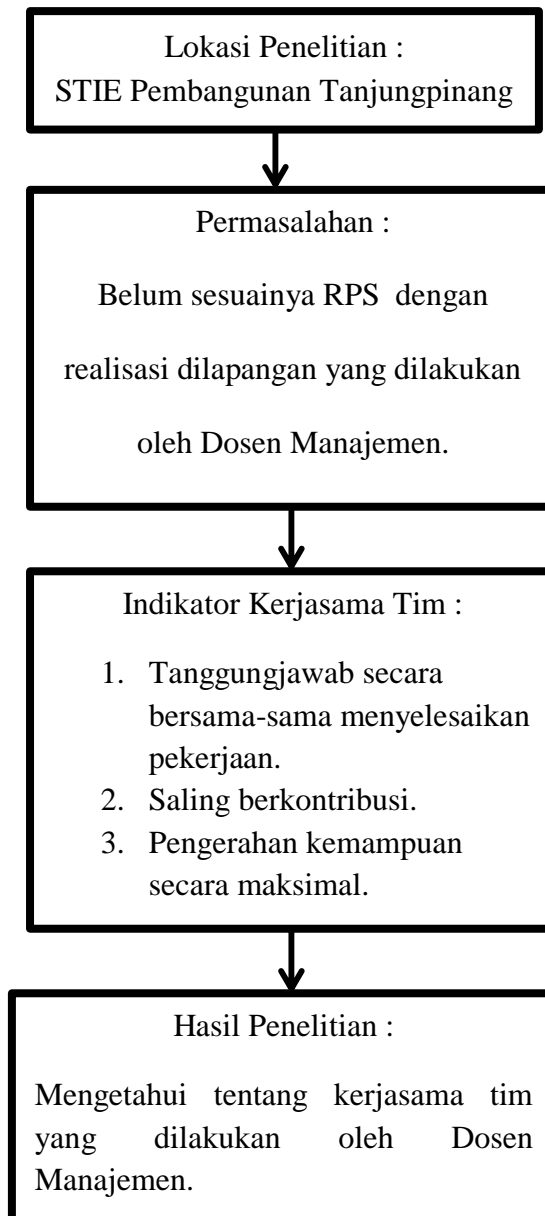 Lokasi Penelitian :
STIE Pembangunan Tanjungpinang
Permasalahan :
Belum sesuainya RPS dengan
realisasi dilapangan yang dilakukan
oleh Dosen Manajemen.
Indikator Kerjasama Tim :
1. Tanggungjawab secara
bersama-sama menyelesaikan
pekerjaan.
2. Saling berkontribusi.
3. Pengerahan kemampuan
secara maksimal.
Hasil Penelitian :
Mengetahui tentang kerjasama tim
yang dilakukan oleh Dosen
Manajemen.